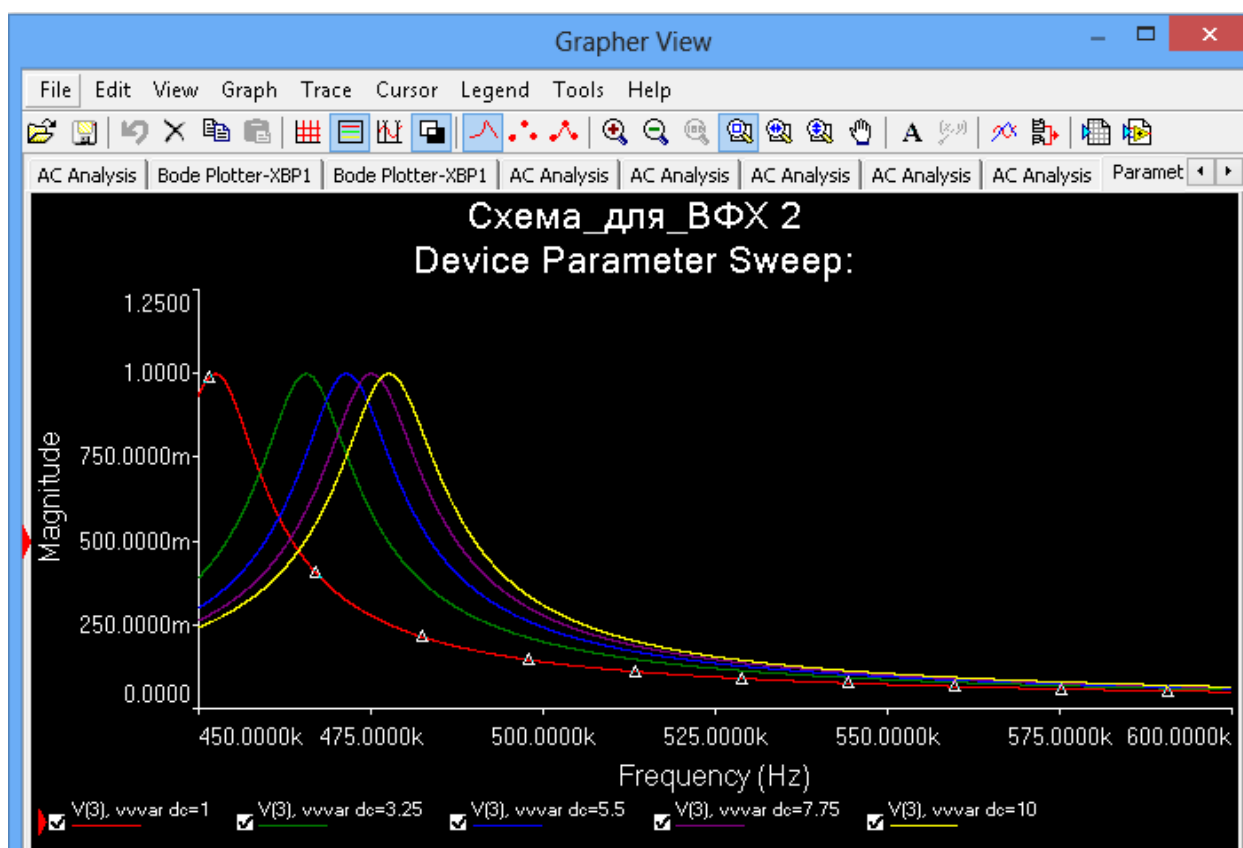 Grapher View
File Edit View Graph Trace Cursor Legend Tools Help
A (x,y)
AC Analysis Bode Plotter-XBP1 Bode Plotter-XBP1 AC Analysis AC Analysis AC Analysis AC Analysis AC Analysis Paramet
Схема_для_ВФХ 2
Device Parameter Sweep:
1.2500
1.0000
750.0000m
500.0000m
250.0000m
0.0000
Magnitude
450.0000k 475.0000k 500.0000k 525.0000k 550.0000k 575.0000k 600.0000k
Frequency (Hz)
V(3), vvvar dc=1 V(3), vvvar dc=3.25 V(3), vvvar dc=5.5 V(3), vvvar dc=7.75 V(3), vvvar dc=10